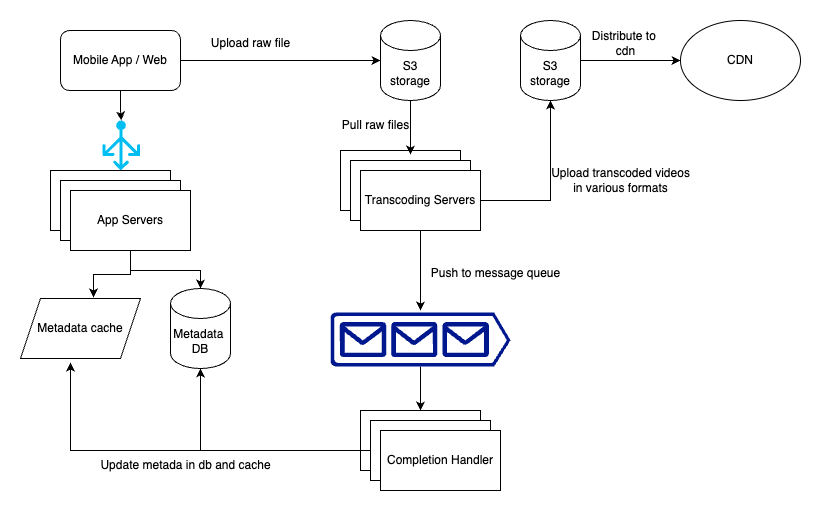 Upload raw file
Mobile App / Web
S3
storage
S3
storage
Distribute to
cdn
CDN
Pull raw files
App Servers
Transcoding Servers
Upload transcoded videos
in various formats
Push to message queue
Metadata cache
Metadata
DB
Update metada in db and cache
Completion Handler